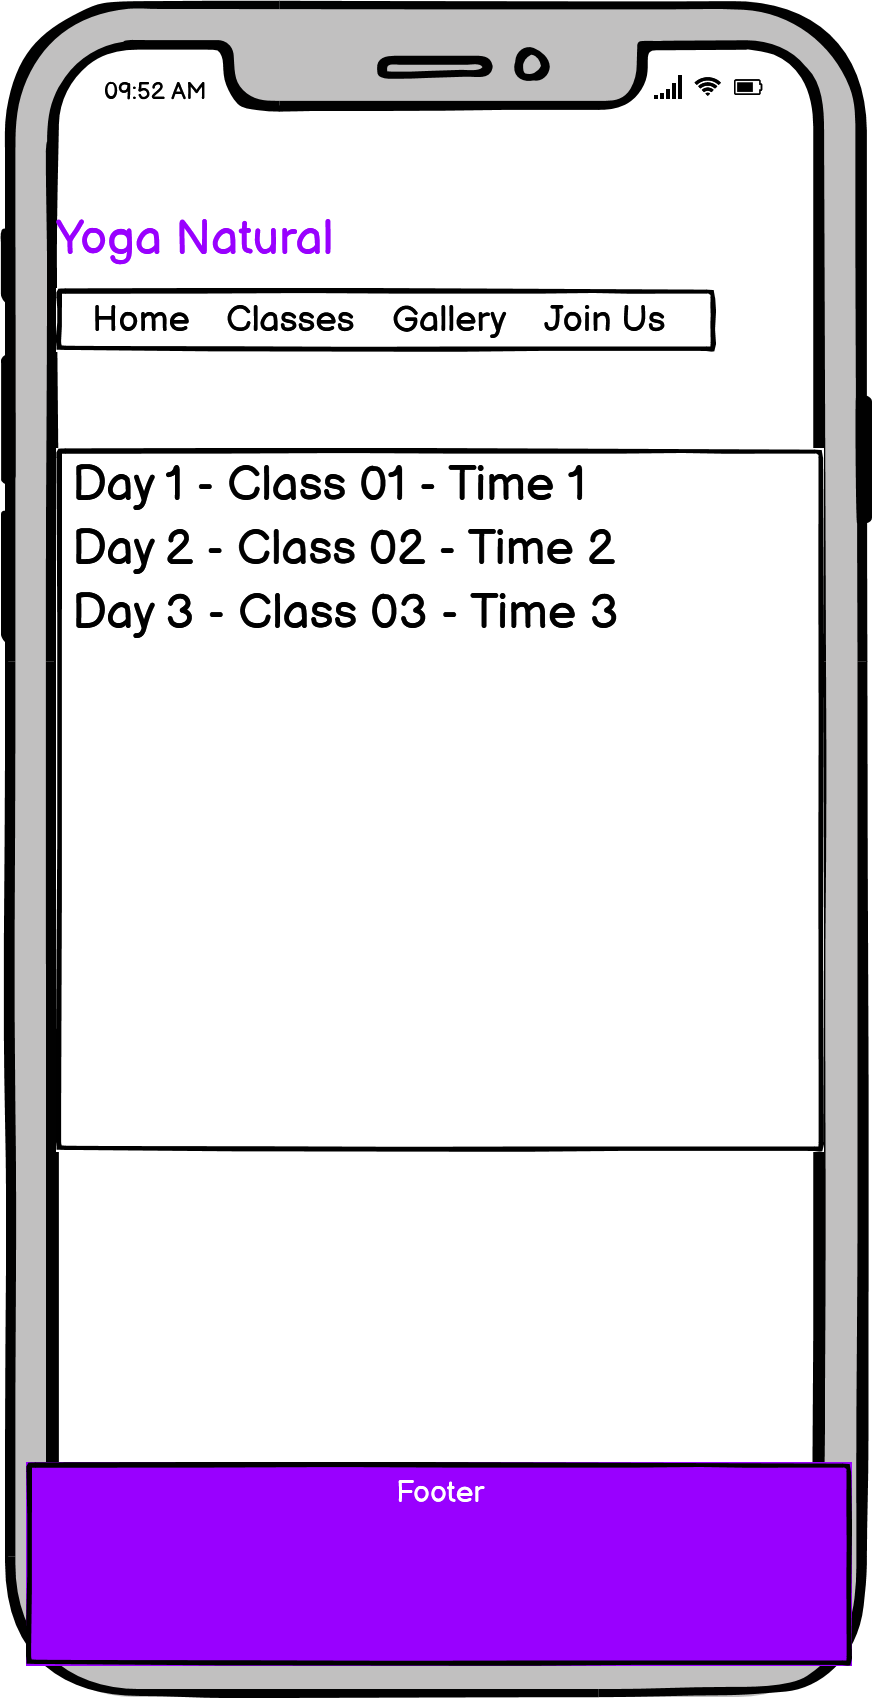 09:52 AM
Yoga Natural
Home Classes Gallery Join Us
Day 1 - Class 01 - Time 1
Day 2 - Class 02 - Time 2
Day 3 - Class 03 - Time 3
Footer